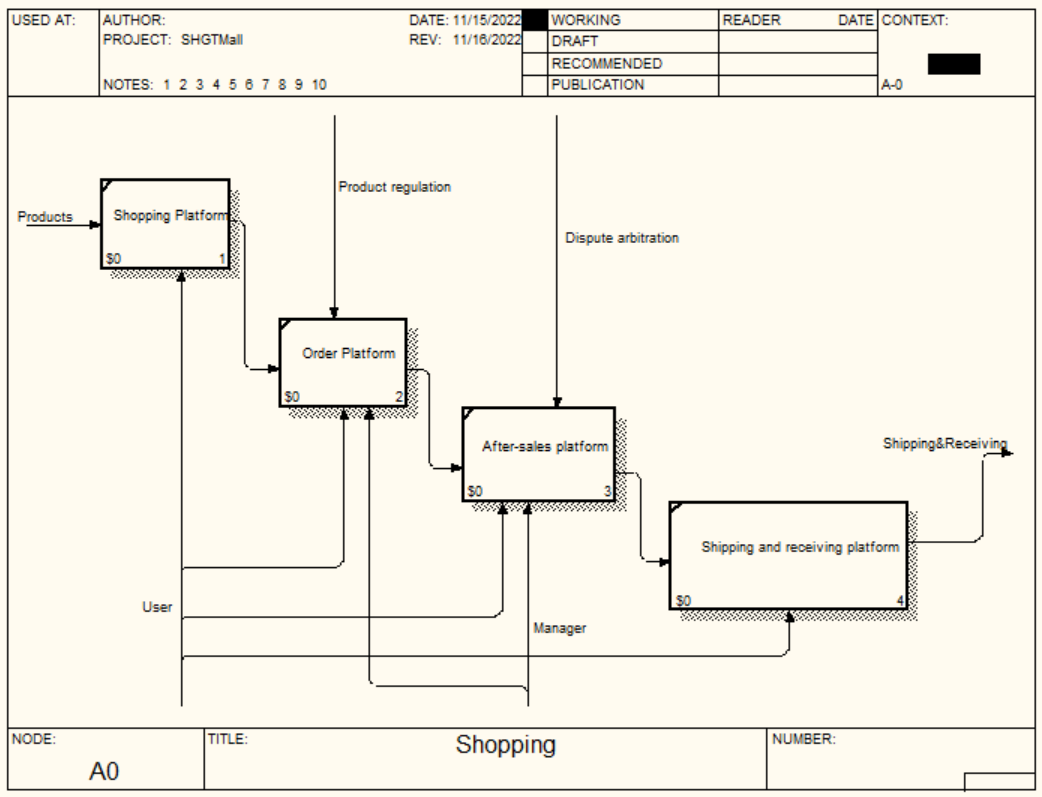 USED AT:
AUTHOR:
DATE: 11/15/2022
WORKING
READER
DATE
CONTEXT:
PROJECT: SHGTMall
REV: 11/16/2022
DRAFT
RECOMMENDED
NOTES: 1 2 3 4 5 6 7 8 9 10
PUBLICATION
A-0
Product regulation
Products
Shopping Platform
$0
1
Dispute arbitration
Order Platform
$0
2
After-sales platform
$0
3
Shipping&Receiving
Shipping and receiving platform
$0
4
User
Manager
NODE:
A0
TITLE:
Shopping
NUMBER: